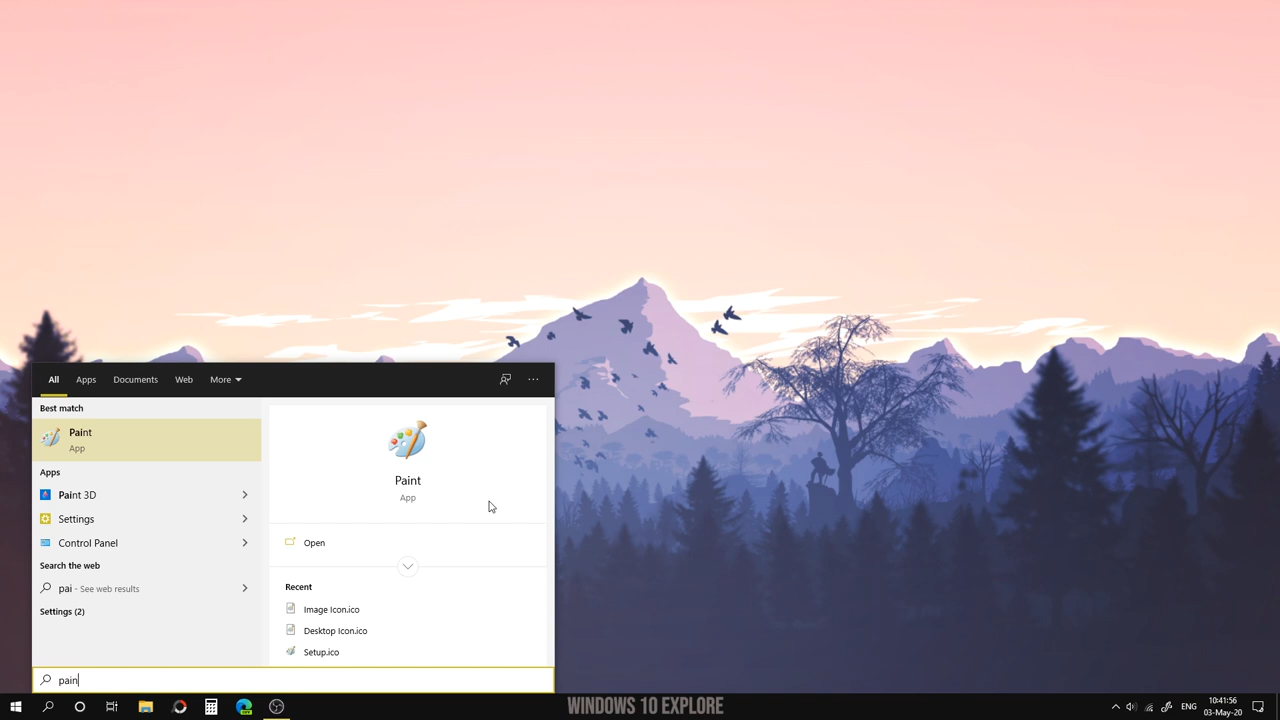 All Apps Documents Web More
Best match
Paint
App
Apps
Paint 3D
Settings
Control Panel
Search the web
pai - See web results
Settings (2)
Paint
App
Open
Recent
Image Icon.ico
Desktop Icon.ico
Setup.ico
pain
WINDOWS 10 EXPLORE
ENG
10:41:56
03-May-20